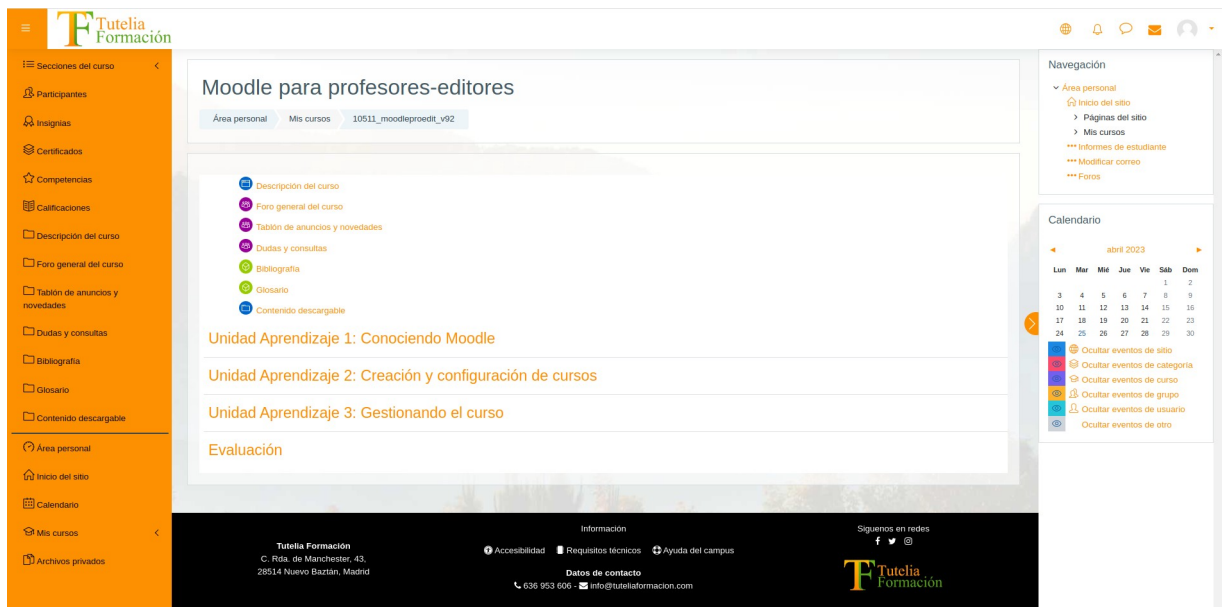 Tutelia
Formación
Secciones del curso
Participantes
Insignias
Certificados
Competencias
Calificaciones
Descripción del curso
Foro general del curso
Tablón de anuncios y
novedades
Dudas y consultas
Bibliografía
Glosario
Contenido descargable
Área personal
Inicio del sitio
Calendario
Mis cursos
Archivos privados
Moodle para profesores-editores
Área personal Mis cursos 10511_moodleproedit_v92
Descripción del curso
Foro general del curso
Tablón de anuncios y novedades
Dudas y consultas
Bibliografía
Glosario
Contenido descargable
Unidad Aprendizaje 1: Conociendo Moodle
Unidad Aprendizaje 2: Creación y configuración de cursos
Unidad Aprendizaje 3: Gestionando el curso
Evaluación
Navegación
Área personal
Inicio del sitio
Páginas del sitio
Mis cursos
Informes de estudiante
Modificar correo
Foros
Calendario
abril 2023
Lun Mar Mié Jue Vie Sáb Dom
1 2
3 4 5 6 7 8 9
10 11 12 13 14 15 16
17 18 19 20 21 22 23
24 25 26 27 28 29 30
Ocultar eventos de sitio
Ocultar eventos de categoría
Ocultar eventos de curso
Ocultar eventos de grupo
Ocultar eventos de usuario
Ocultar eventos de otro
Tutelia Formación
C. Rda. de Manchester, 43,
28514 Nuevo Baztán, Madrid
Información
Accesibilidad Requisitos técnicos Ayuda del campus
Datos de contacto
636 953 606 - info@tuteliaformacion.com
Siguenos en redes
Tutelia
Formación